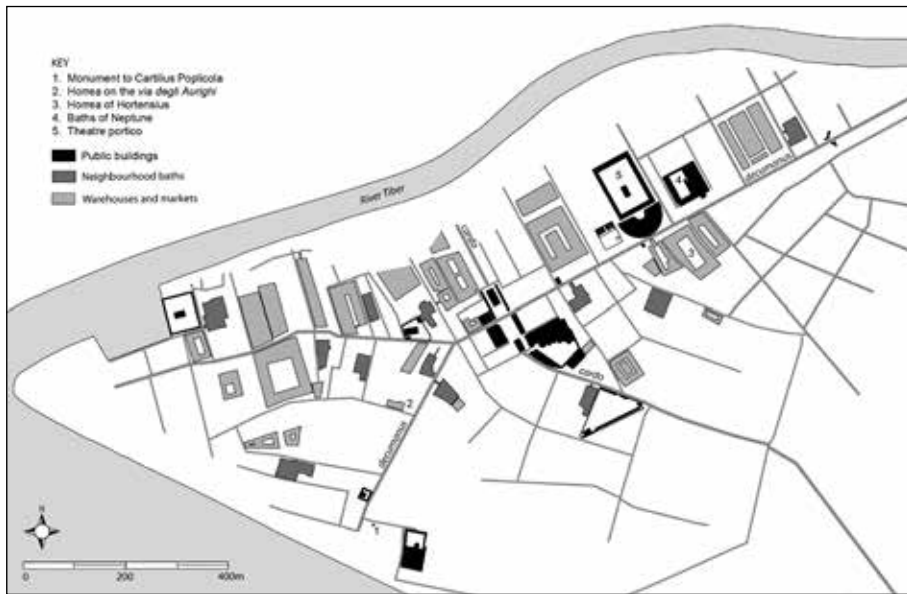 KEY
1. Monument to Cartilius Poplicola
2. Horrea on the via degli Aurighi
3. Horrea of Hortensius
4. Baths of Neptune
5. Theatre portico
Public buildings
Neighbourhood baths
Warehouses and markets
River Tiber
decumanus
5
4
cardo
3
cardo
2
decumanus
1
N
0 200 400m